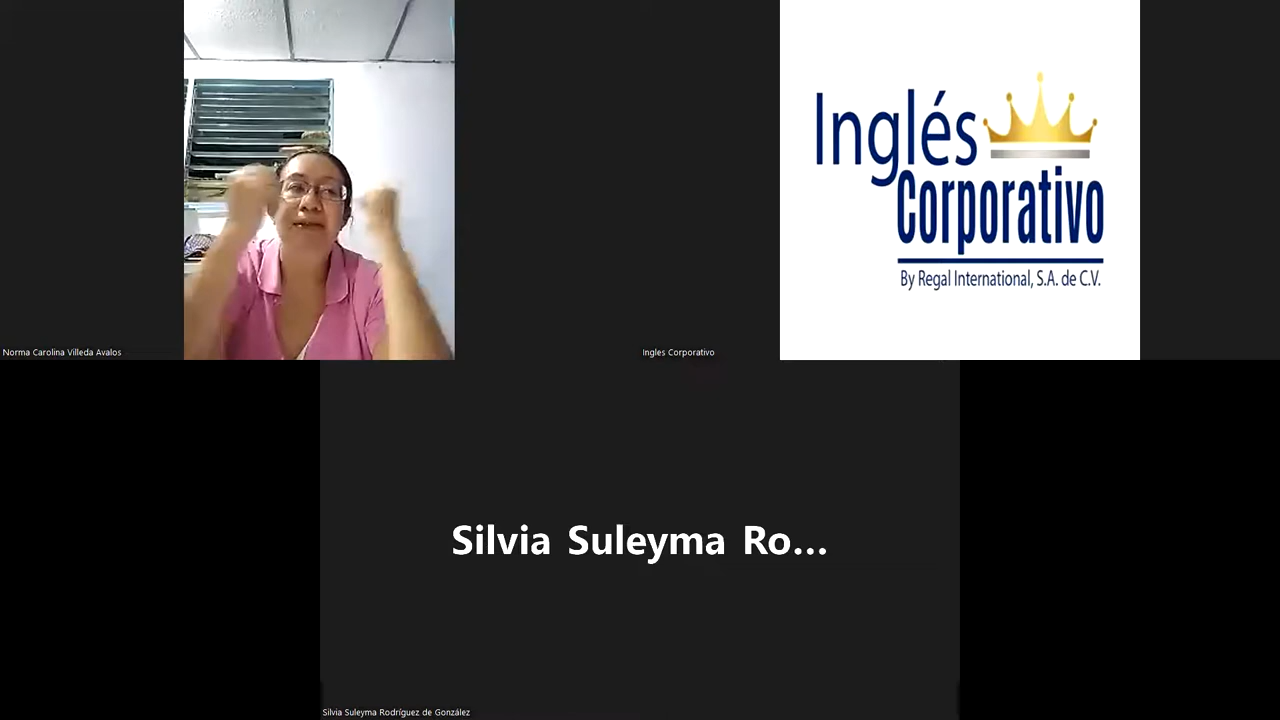 Inglés
Corporativo
By Regal International, S.A. de C.V.
Norma Carolina Villeda Avalos
Ingles Corporativo
Silvia Suleyma Ro...
Silvia Suleyma Rodríguez de González